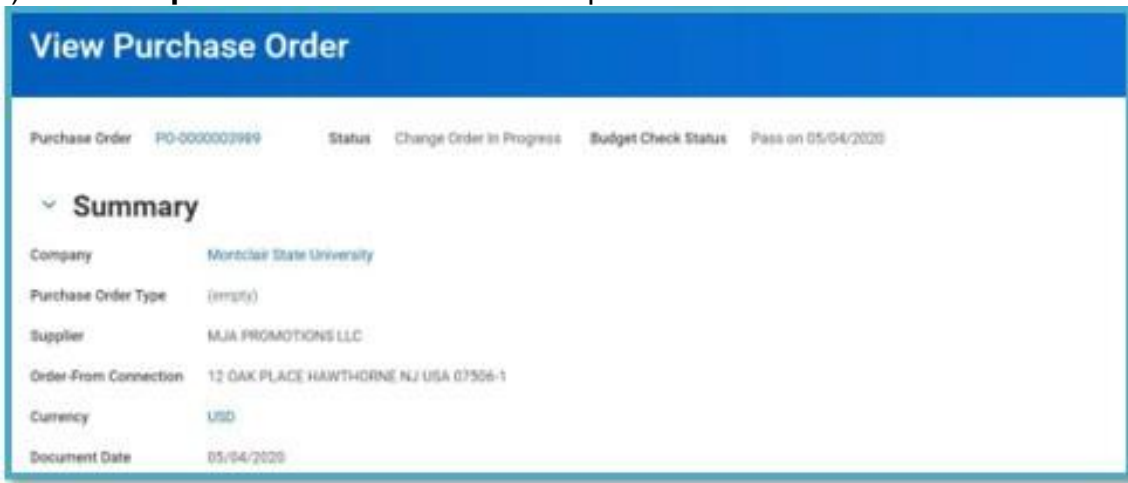 View Purchase Order
Purchase Order PO-0000003989 Status Change Order In Progress Budget Check Status Pass on 05/04/2020
Summary
Company Montclair State University
Purchase Order Type (empty)
Supplier MJA PROMOTIONS LLC
Order-From Connection 12 OAK PLACE HAWTHORNE NJ USA 07506-1
Currency USD
Document Date 05/04/2020